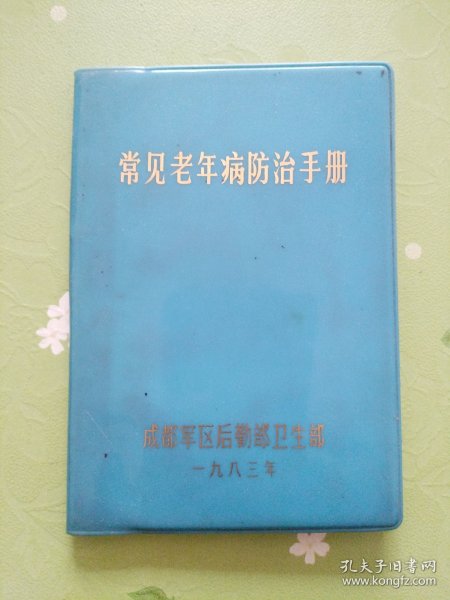 常见老年病防治手册
成都军区后勤部卫生部
一九八三年
孔夫子旧书网
www.kongfz.com